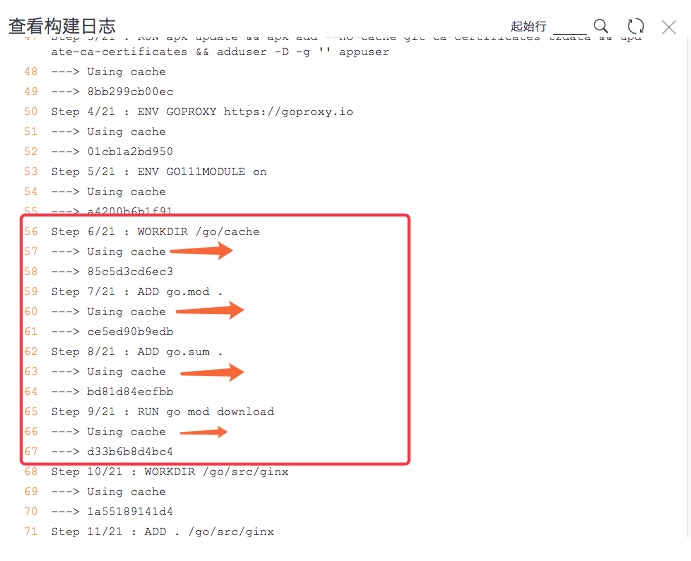 查看构建日志
起始行
47 Step 3/21 : RUN apk update && apk add --no-cache git ca-certificates tzdata && upd
ate-ca-certificates && adduser -D -g '' appuser
48 ---> Using cache
49 ---> 8bb299cb00ec
50 Step 4/21 : ENV GOPROXY https://goproxy.io
51 ---> Using cache
52 ---> 01cb1a2bd950
53 Step 5/21 : ENV GO111MODULE on
54 ---> Using cache
55 ---> a4200b6b1f91
56 Step 6/21 : WORKDIR /go/cache
57 ---> Using cache
58 ---> 85c5d3cd6ec3
59 Step 7/21 : ADD go.mod .
60 ---> Using cache
61 ---> ce5ed90b9edb
62 Step 8/21 : ADD go.sum .
63 ---> Using cache
64 ---> bd81d84ecfbb
65 Step 9/21 : RUN go mod download
66 ---> Using cache
67 ---> d33b6b8d4bc4
68 Step 10/21 : WORKDIR /go/src/ginx
69 ---> Using cache
70 ---> 1a55189141d4
71 Step 11/21 : ADD . /go/src/ginx